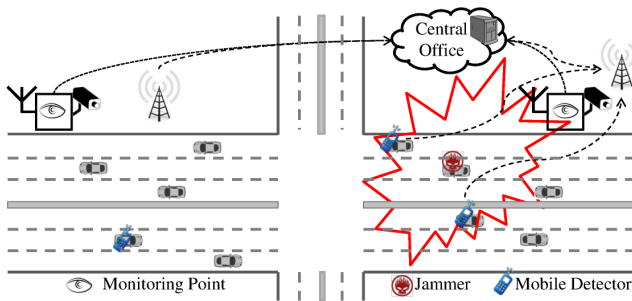 Central
Office
Monitoring Point
Jammer
Mobile Detector